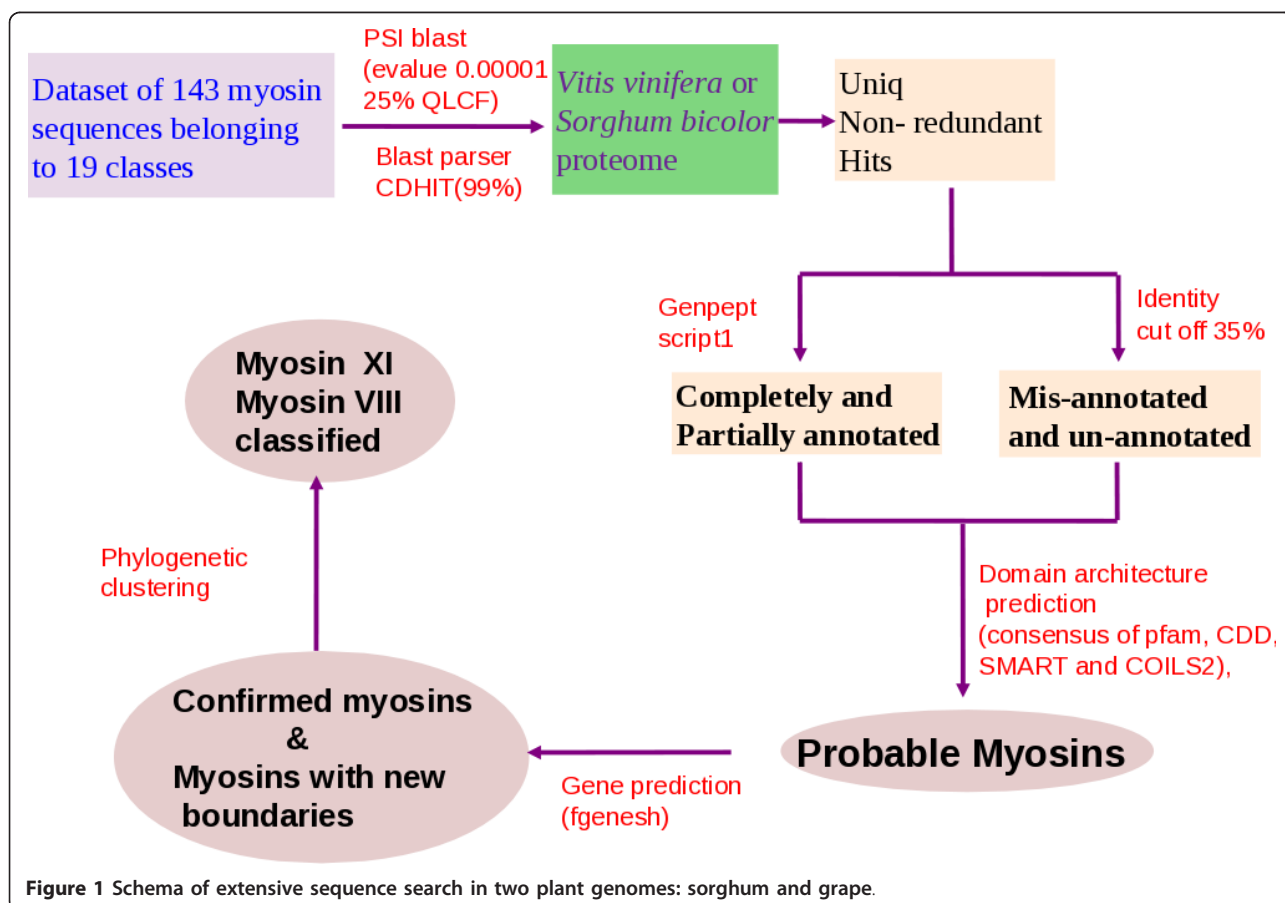 Dataset of 143 myosin
sequences belonging
to 19 classes
PSI blast
(evalue 0.00001
25% QLCF)
Blast parser
CDHIT(99%)
Vitis vinifera or
Sorghum bicolor
proteome
Uniq
Non- redundant
Hits
Genpept
script1
Identity
cut off 35%
Completely and
Partially annotated
Mis-annotated
and un-annotated
Domain architecture
prediction
(consensus of pfam, CDD,
SMART and COILS2),
Probable Myosins
Gene prediction
(fgenesh)
Confirmed myosins
&
Myosins with new
boundaries
Phylogenetic
clustering
Myosin XI
Myosin VIII
classified
Figure 1 Schema of extensive sequence search in two plant genomes: sorghum and grape.